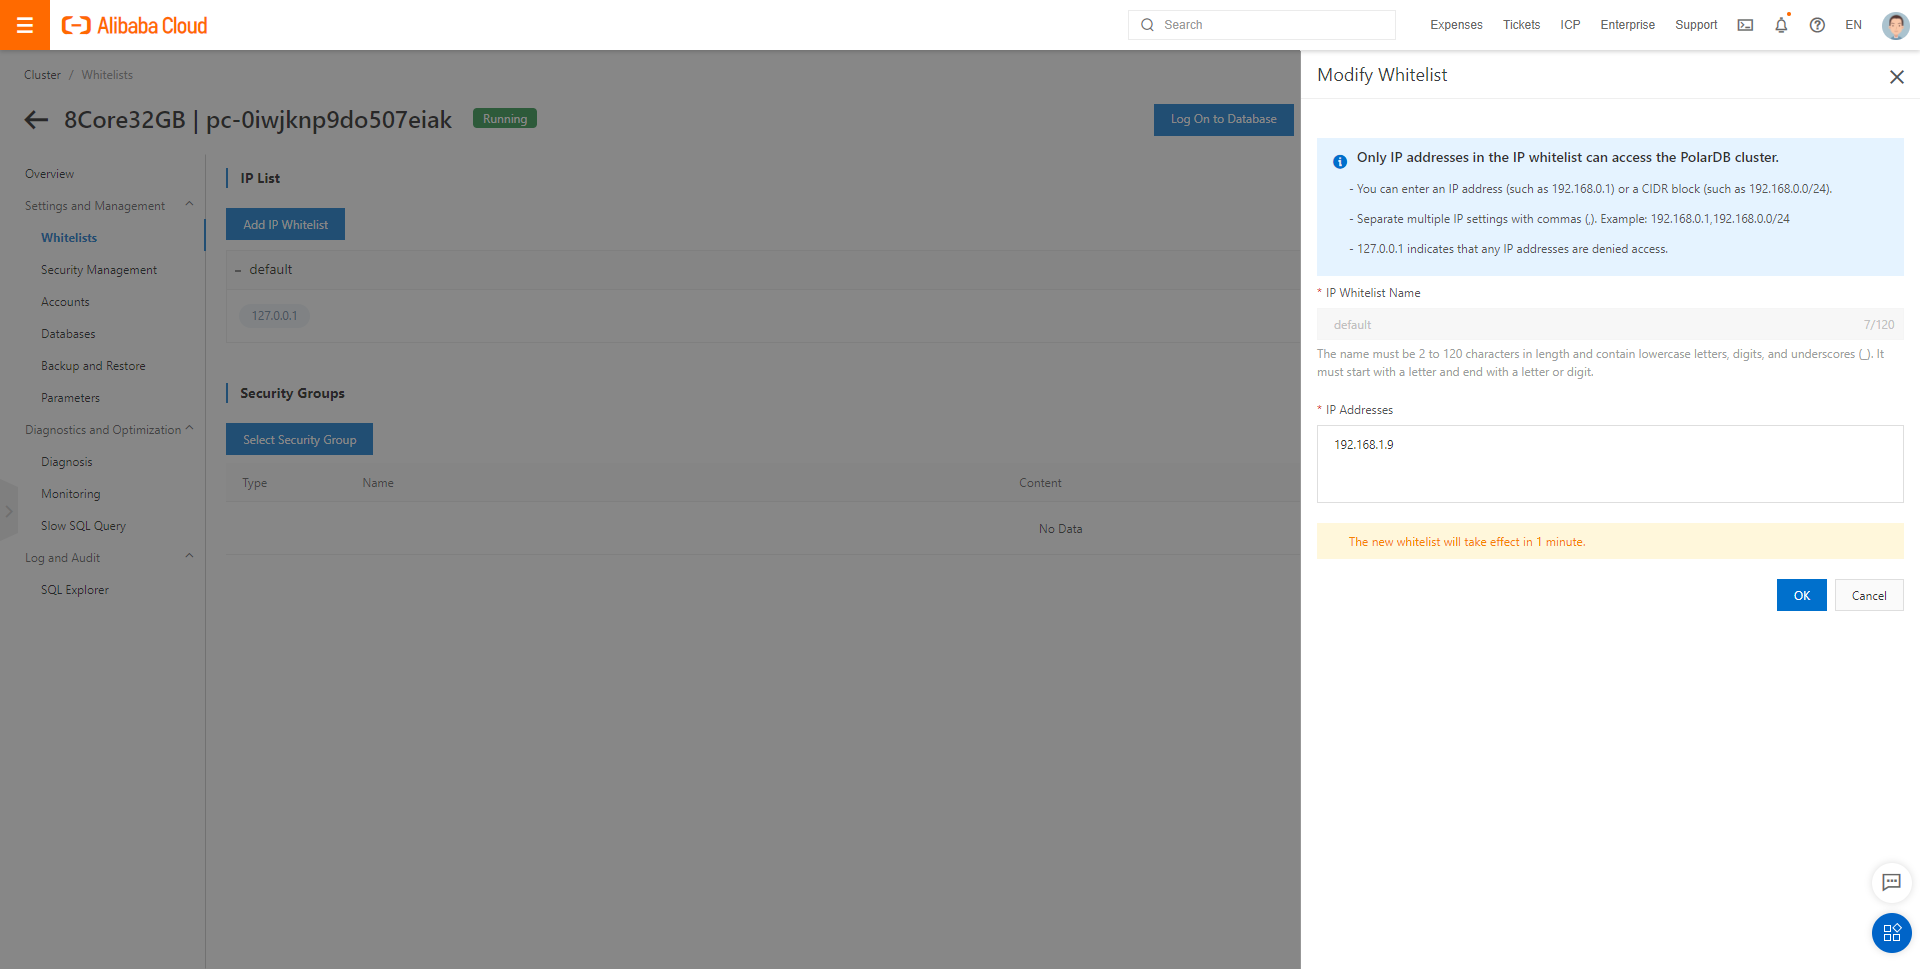 Alibaba Cloud
Search
Expenses
Tickets
ICP
Enterprise
Support
EN
Cluster / Whitelists
8Core32GB | pc-0iwjknp9do507eiak
Running
Log On to Database
Overview
Settings and Management
Whitelists
Security Management
Accounts
Databases
Backup and Restore
Parameters
Diagnostics and Optimization
Diagnosis
Monitoring
Slow SQL Query
Log and Audit
SQL Explorer
IP List
Add IP Whitelist
– default
127.0.0.1
Security Groups
Select Security Group
Type Name Content
No Data
Modify Whitelist
Only IP addresses in the IP whitelist can access the PolarDB cluster.
- You can enter an IP address (such as 192.168.0.1) or a CIDR block (such as 192.168.0.0/24).
- Separate multiple IP settings with commas (,). Example: 192.168.0.1,192.168.0.0/24
- 127.0.0.1 indicates that any IP addresses are denied access.
* IP Whitelist Name
default 7/120
The name must be 2 to 120 characters in length and contain lowercase letters, digits, and underscores (_). It
must start with a letter and end with a letter or digit.
* IP Addresses
192.168.1.9
The new whitelist will take effect in 1 minute.
OK
Cancel